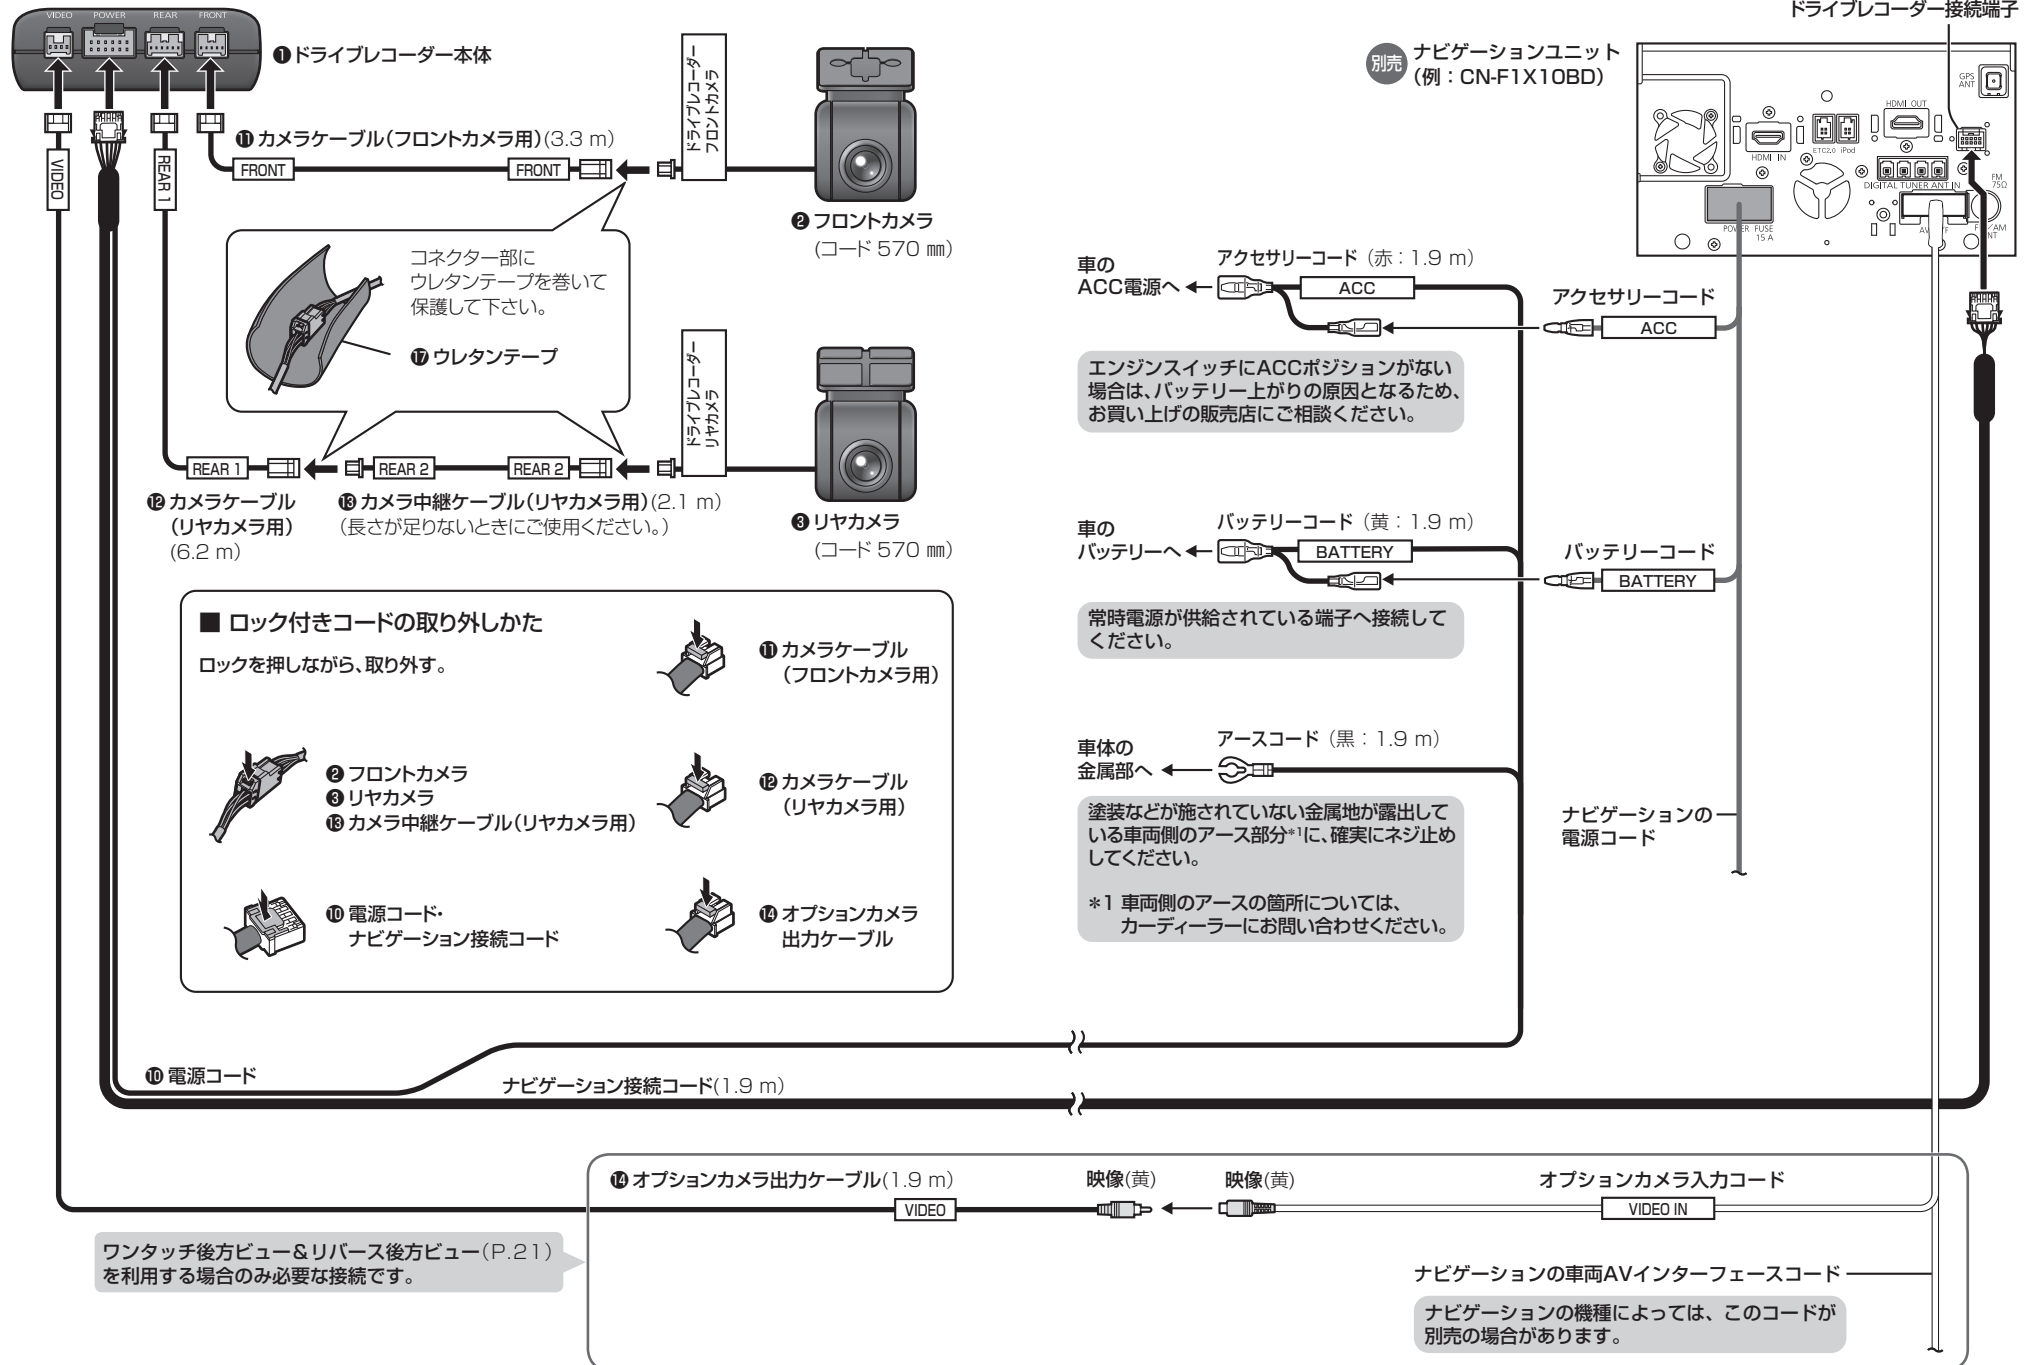 VIDEO POWER REAR FRONT
❶ドライブレコーダー本体
VIDEO
REAR 1
⓫カメラケーブル(フロントカメラ用)(3.3 m)
FRONT
FRONT
ドライブレコーダー
フロントカメラ
❷フロントカメラ
(コード 570 ㎜)
コネクター部に
ウレタンテープを巻いて
保護して下さい。
⓱ウレタンテープ
ドライブレコーダー
リヤカメラ
REAR 1
REAR 2
REAR 2
⓬カメラケーブル
(リヤカメラ用)
(6.2 m)
⓭カメラ中継ケーブル(リヤカメラ用)(2.1 m)
(長さが足りないときにご使用ください。)
❸リヤカメラ
(コード 570 ㎜)
■ ロック付きコードの取り外しかた
ロックを押しながら、取り外す。
⓫カメラケーブル
(フロントカメラ用)
❷フロントカメラ
❸リヤカメラ
⓭カメラ中継ケーブル(リヤカメラ用)
⓬カメラケーブル
(リヤカメラ用)
❿電源コード・
ナビゲーション接続コード
⓮オプションカメラ
出力ケーブル
ドライブレコーダー接続端子
別売
ナビゲーションユニット
(例：CN-F1X10BD)
GPS
ANT
HDMI OUT
HDMI IN
ETC2.0 iPod
DIGITAL TUNER ANT IN
FM
75Ω
POWER FUSE
15 A
車の
ACC電源へ
アクセサリーコード (赤：1.9 m)
ACC
アクセサリーコード
ACC
エンジンスイッチにACCポジションがない
場合は、バッテリー上がりの原因となるため、
お買い上げの販売店にご相談ください。
車の
バッテリーへ
バッテリーコード (黄：1.9 m)
BATTERY
バッテリーコード
BATTERY
常時電源が供給されている端子へ接続して
ください。
車体の
金属部へ
アースコード (黒：1.9 m)
塗装などが施されていない金属地が露出して
いる車両側のアース部分*1に、確実にネジ止め
してください。
*1 車両側のアースの箇所については、
カーディーラーにお問い合わせください。
ナビゲーションの
電源コード
❿電源コード
ナビゲーション接続コード(1.9 m)
⓮オプションカメラ出力ケーブル(1.9 m)
VIDEO
映像(黄)
映像(黄)
オプションカメラ入力コード
VIDEO IN
ワンタッチ後方ビュー&リバース後方ビュー(P.21)
を利用する場合のみ必要な接続です。
ナビゲーションの車両AVインターフェースコード
ナビゲーションの機種によっては、このコードが
別売の場合があります。